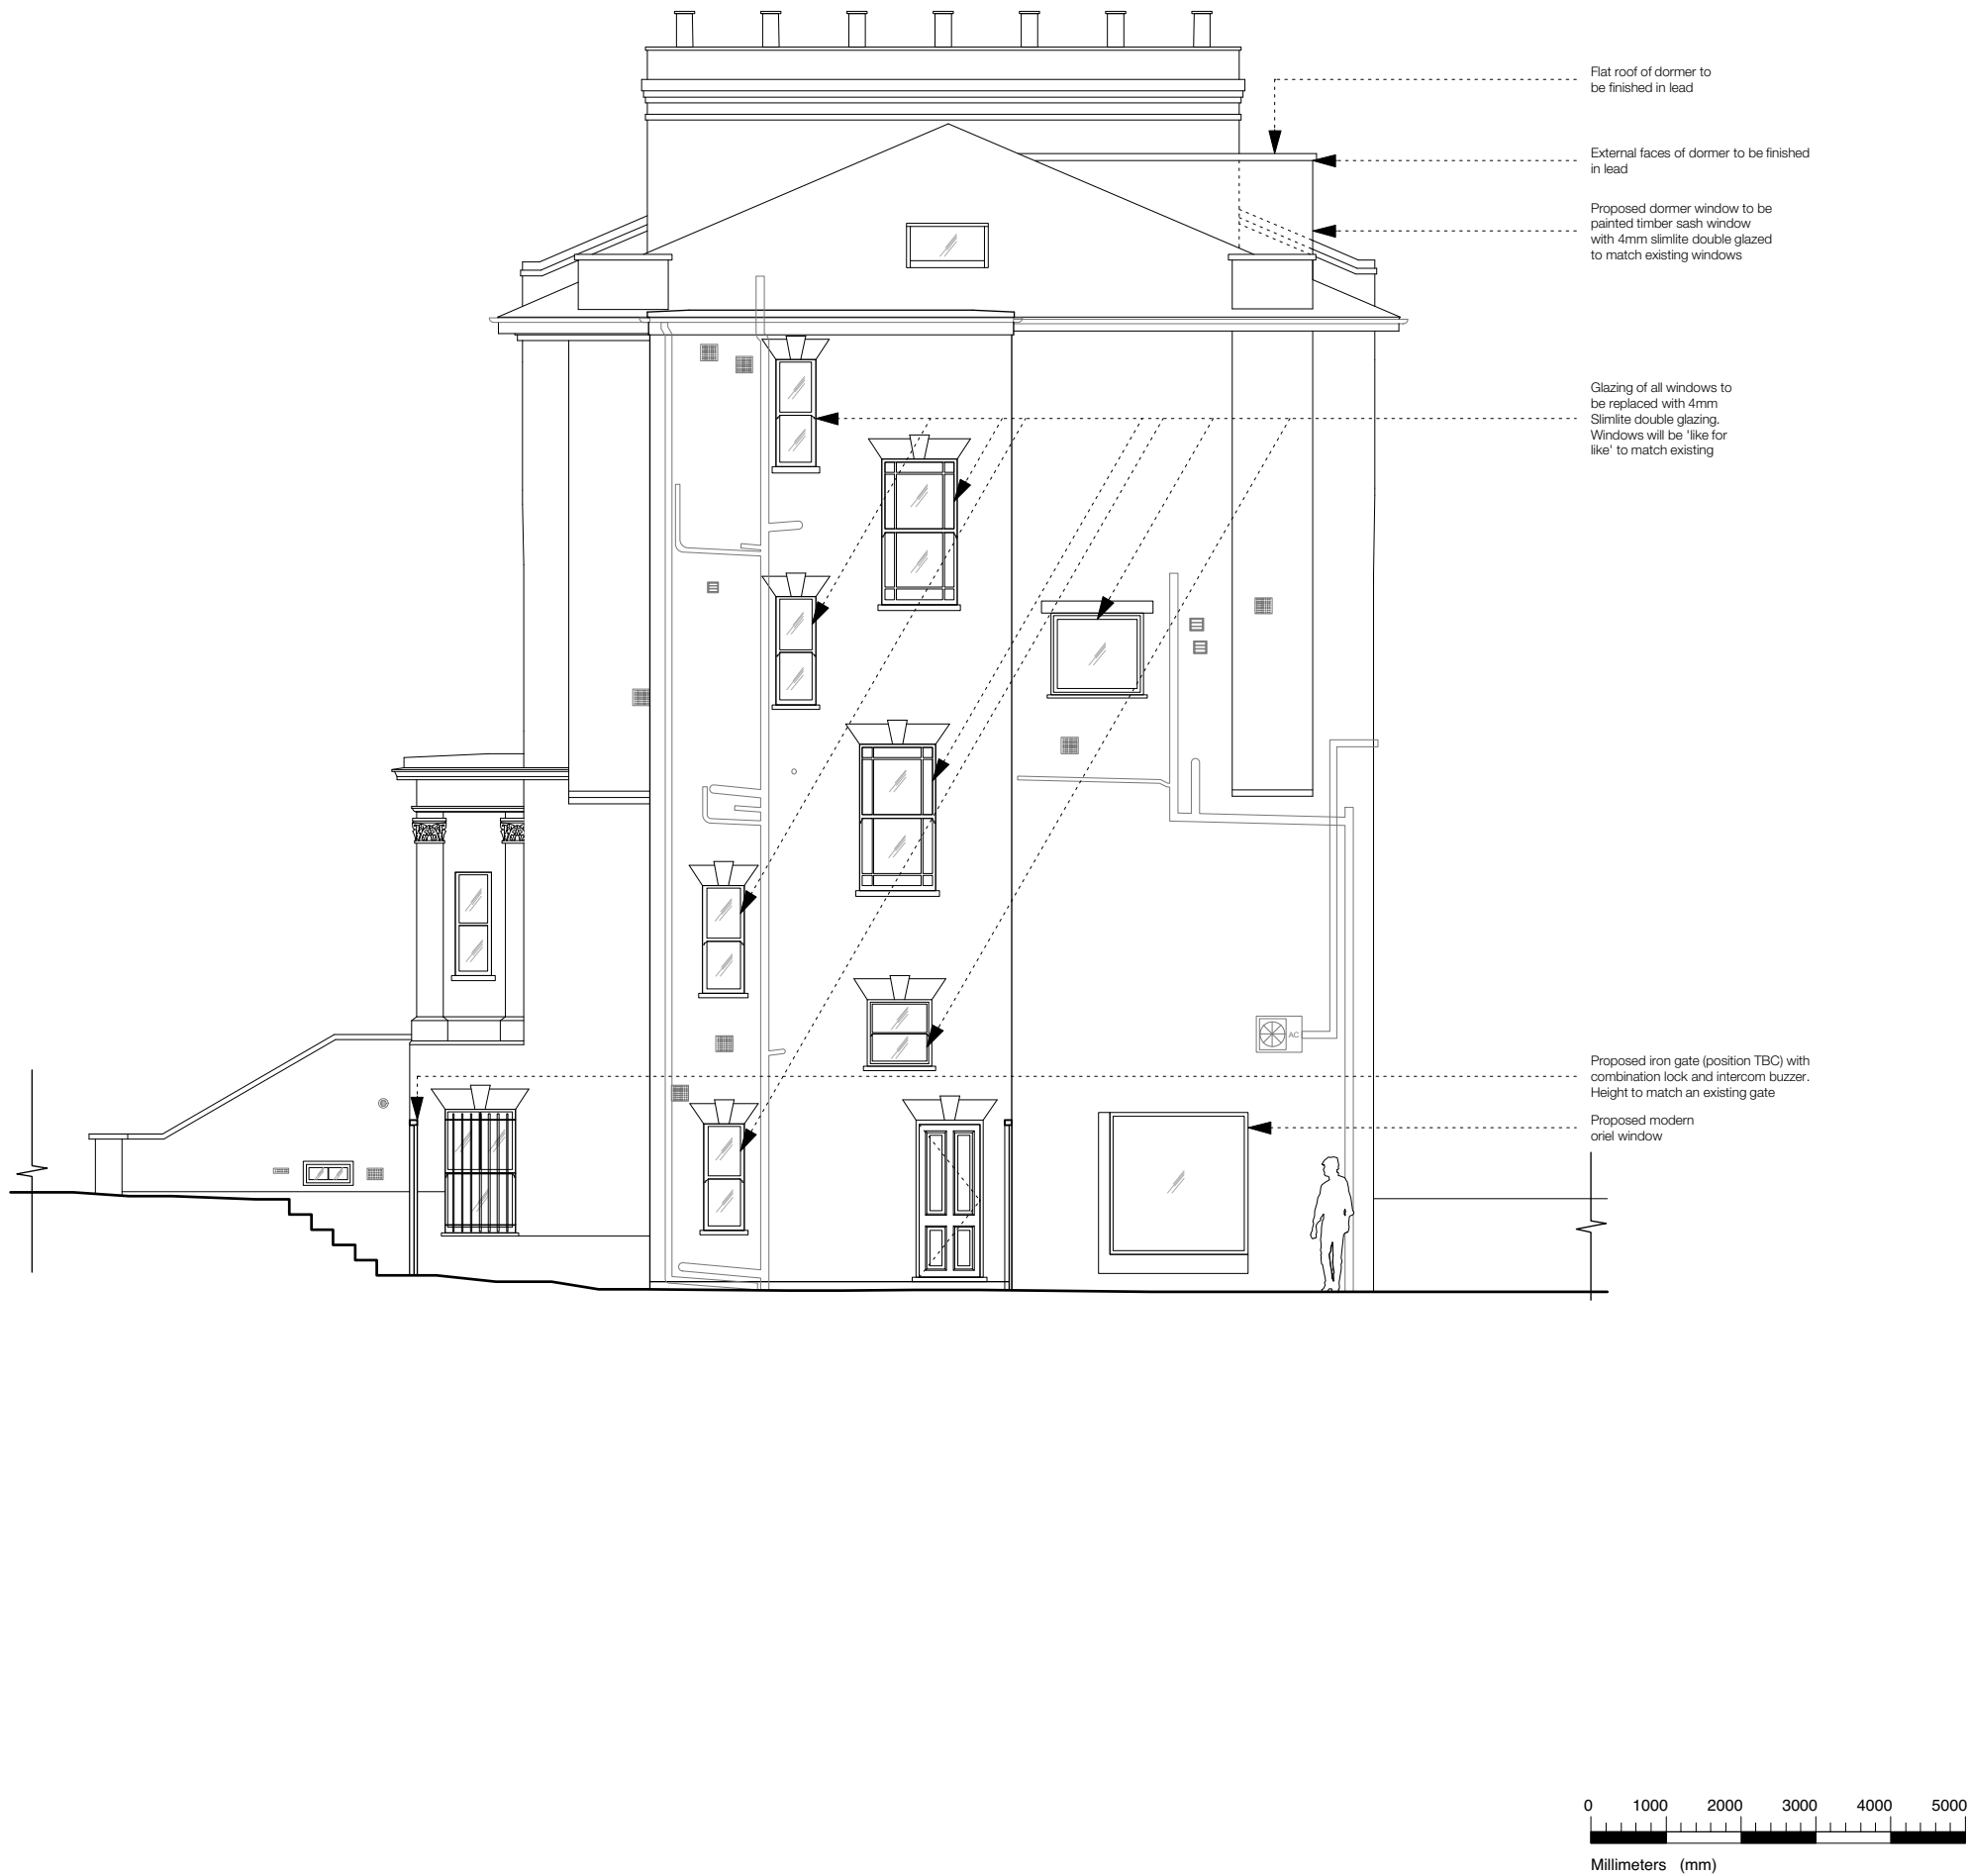 Flat roof of dormer to
be finished in lead
External faces of dormer to be finished
in lead
Proposed dormer window to be
painted timber sash window
with 4mm slimlite double glazed
to match existing windows
Glazing of all windows to
be replaced with 4mm
Slimlite double glazing.
Windows will be 'like for
like' to match existing
AC
Proposed iron gate (position TBC) with
combination lock and intercom buzzer.
Height to match an existing gate
Proposed modern
oriel window
0 1000 2000 3000 4000 5000
Millimeters (mm)